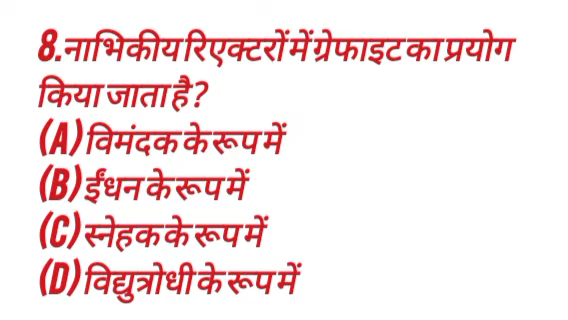 8.नाभिकीय रिएक्टरों में ग्रेफाइट का प्रयोग
किया जाता है?
(A) विमंदक के रूप में
(B) ईंधन के रूप में
(C) स्नेहक के रूप में
(D) विद्युत्रोधी के रूप में